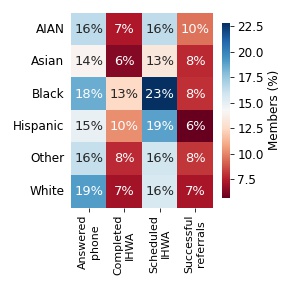 AIAN 16% 7% 16% 10%
Asian 14% 6% 13% 8%
Black 18% 13% 23% 8%
Hispanic 15% 10% 19% 6%
Other 16% 8% 16% 8%
White 19% 7% 16% 7%
Answered
phone
Completed
IHWA
Scheduled
IHWA
Successful
referrals
22.5
20.0
17.5
15.0
12.5
10.0
7.5
Members (%)